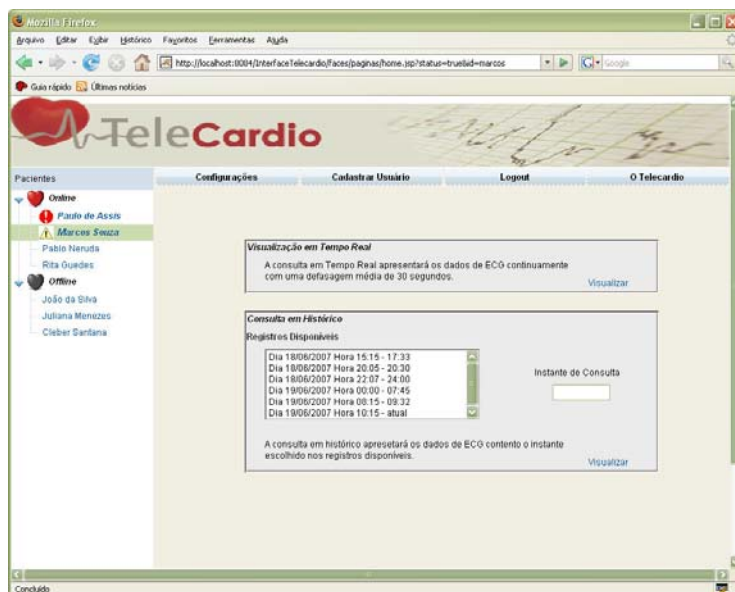 Mozilla Firefox
Arquivo Editar Exibir Histórico Favoritos Ferramentas Ajuda
http://localhost:8084/InterfaceTelecardio/faces/paginas/home.jsp?status=true&id=marcos
Google
Guia rápido Últimas notícias
TeleCardio
Pacientes Configurações Cadastrar Usuário Logout O Telecardio
Online
Paulo de Assis
Marcos Souza
Pablo Neruda
Rita Guedes
Offline
João da Silva
Juliana Menezes
Cleber Santana
Visualização em Tempo Real
A consulta em Tempo Real apresentará os dados de ECG continuamente
com uma defasagem média de 30 segundos.
Visualizar
Consulta em Histórico
Registros Disponíveis
Dia 18/06/2007 Hora 15:15 - 17:33
Dia 18/06/2007 Hora 20:05 - 20:30
Dia 18/06/2007 Hora 22:07 - 24:00
Dia 19/06/2007 Hora 00:00 - 07:45
Dia 19/06/2007 Hora 08:15 - 09:32
Dia 19/06/2007 Hora 10:15 - atual
Instante de Consulta
A consulta em histórico apresetará os dados de ECG contento o instante
escolhido nos registros disponíveis.
Visualizar
Concluído